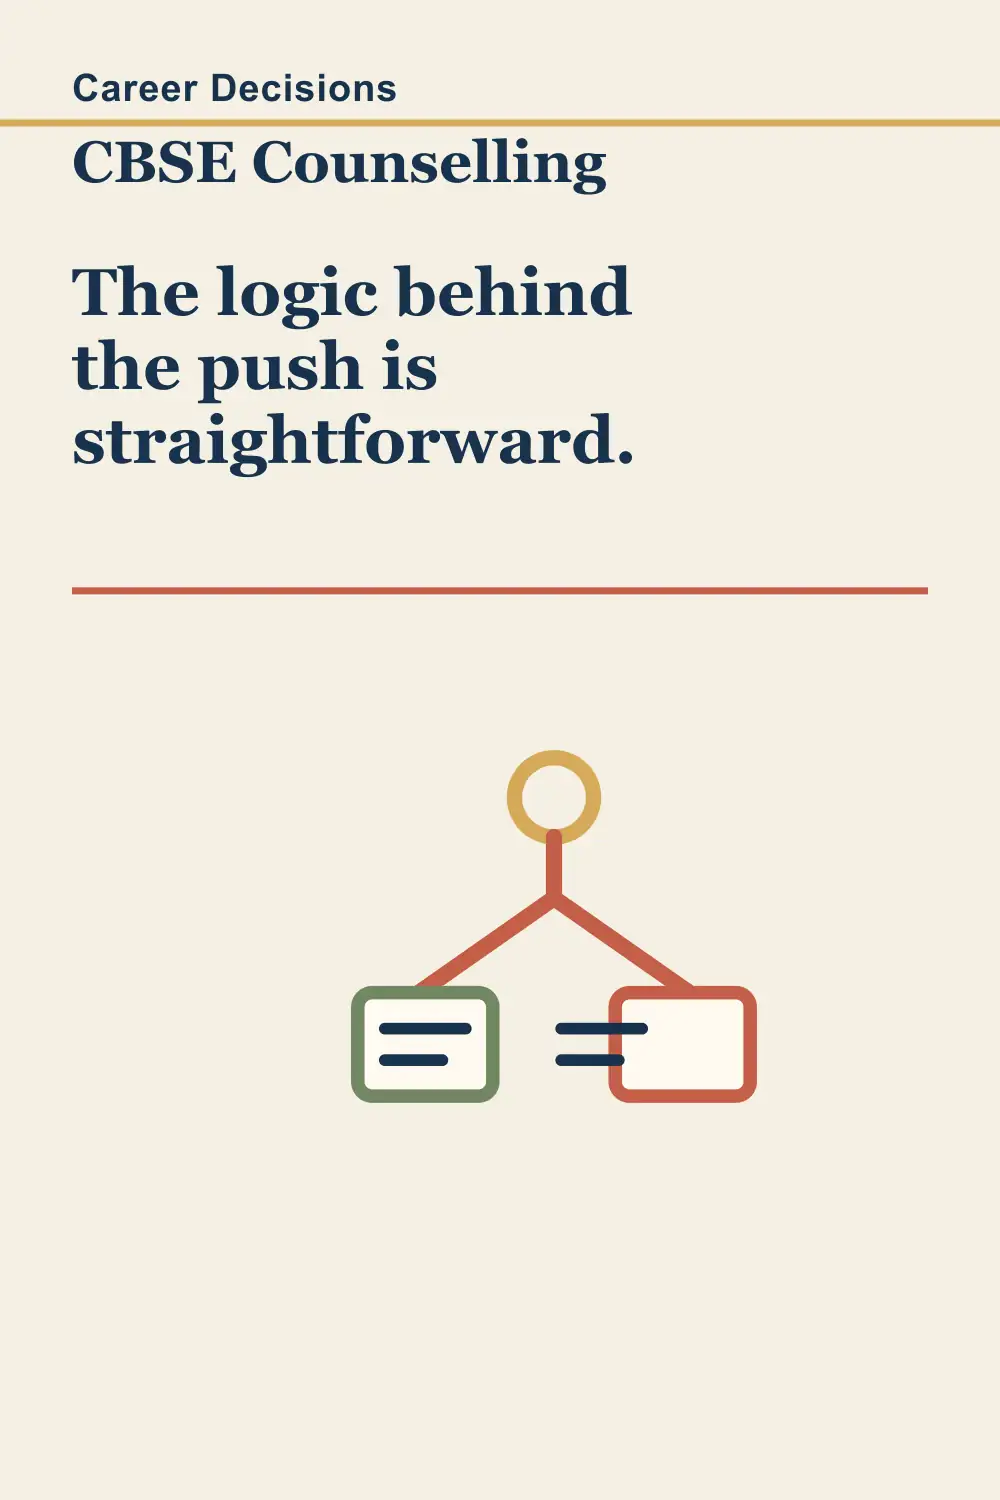 Career Decisions
CBSE Counselling
The logic behind
the push is
straightforward.